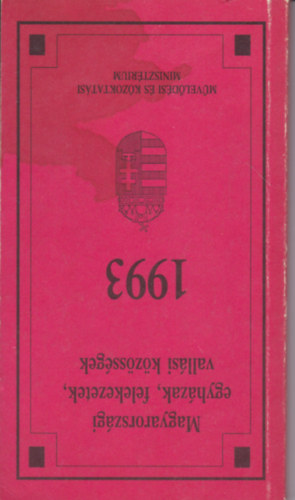 Magyarországi
egyházak, felekezetek,
vallási közösségek
1993
MŰVELŐDÉSI ÉS KÖZOKTATÁSI
MINISZTÉRIUM